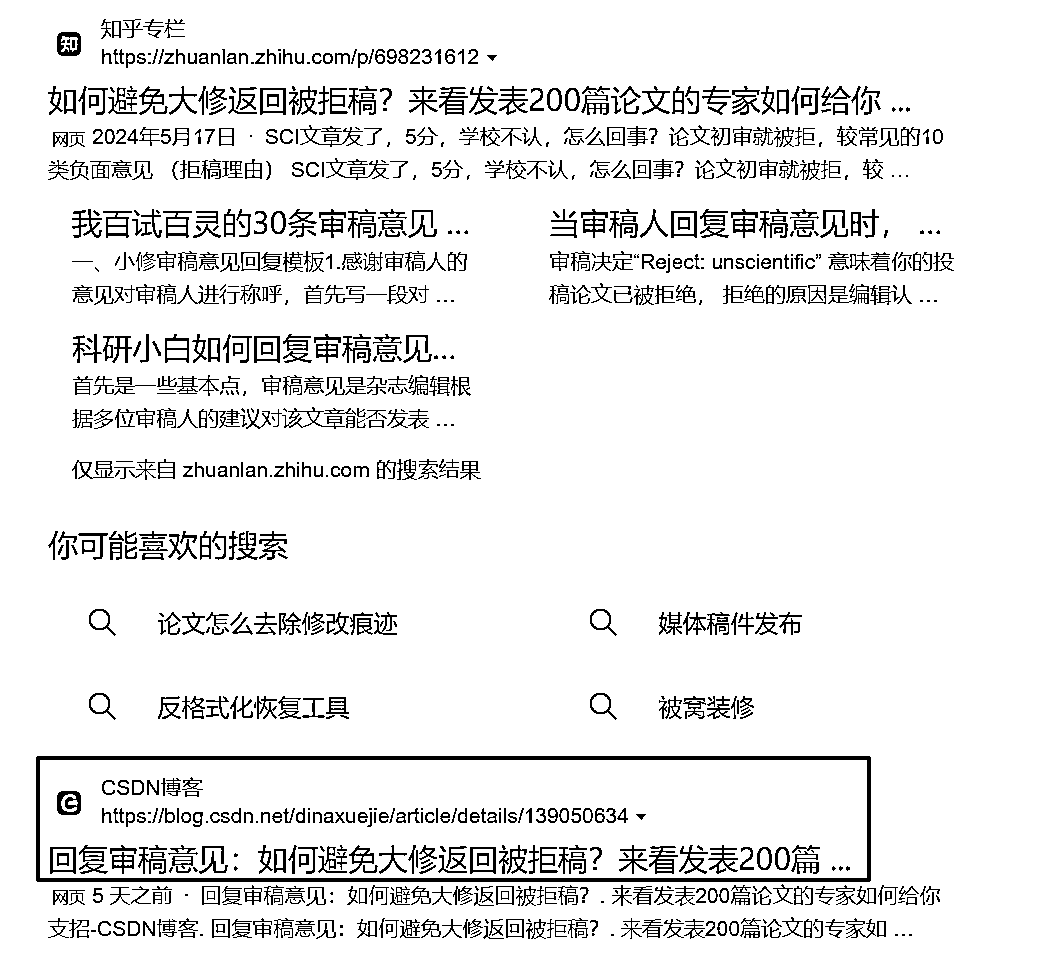 知乎专栏
知
https://zhuanlan.zhihu.com/p/698231612
如何避免大修返回被拒稿？来看发表200篇论文的专家如何给你 ...
网页 2024年5月17日 · SCI文章发了，5分，学校不认，怎么回事？论文初审就被拒，较常见的10
类负面意见 （拒稿理由） SCI文章发了，5分，学校不认，怎么回事？论文初审就被拒，较 ...
我百试百灵的30条审稿意见 ...
一、小修审稿意见回复模板1.感谢审稿人的
意见对审稿人进行称呼，首先写一段对 ...
当审稿人回复审稿意见时， ...
审稿决定“Reject: unscientific” 意味着你的投
稿论文已被拒绝， 拒绝的原因是编辑认 ...
科研小白如何回复审稿意见...
首先是一些基本点，审稿意见是杂志编辑根
据多位审稿人的建议对该文章能否发表 ...
仅显示来自 zhuanlan.zhihu.com 的搜索结果
你可能喜欢的搜索
论文怎么去除修改痕迹
媒体稿件发布
反格式化恢复工具
被窝装修
CSDN博客
C
https://blog.csdn.net/dinaxuejie/article/details/139050634
回复审稿意见：如何避免大修返回被拒稿？来看发表200篇 ...
网页 5 天之前 · 回复审稿意见：如何避免大修返回被拒稿？. 来看发表200篇论文的专家如何给你
支招-CSDN博客. 回复审稿意见：如何避免大修返回被拒稿？. 来看发表200篇论文的专家如 ...